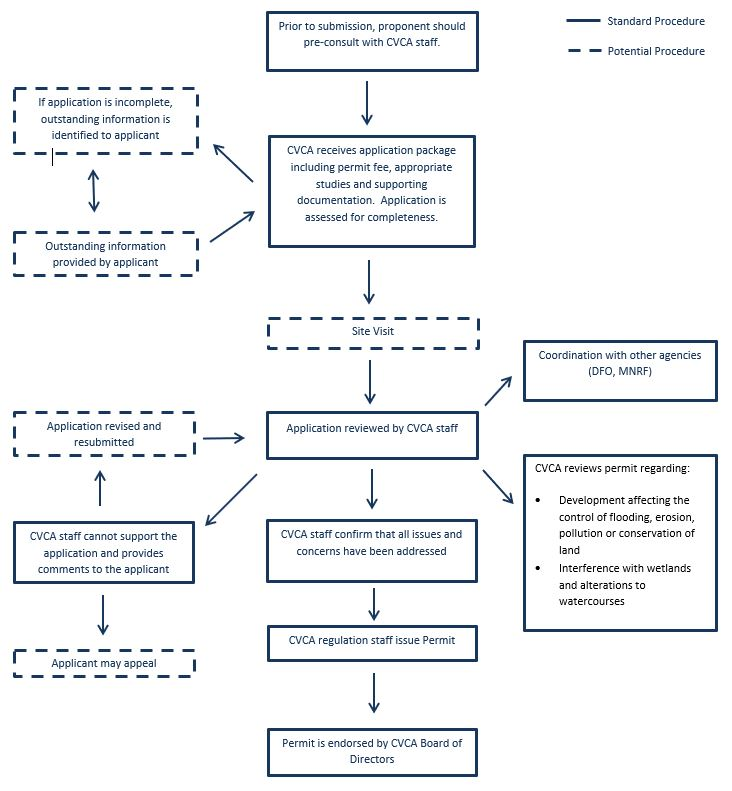 Prior to submission, proponent should
pre-consult with CVCA staff.
Standard Procedure
Potential Procedure
If application is incomplete,
outstanding information is
identified to applicant
CVCA receives application package
including permit fee, appropriate
studies and supporting
documentation. Application is
assessed for completeness.
Outstanding information
provided by applicant
Site Visit
Coordination with other agencies
(DFO, MNRF)
Application revised and
resubmitted
Application reviewed by CVCA staff
CVCA reviews permit regarding:
• Development affecting the
control of flooding, erosion,
pollution or conservation of
land
• Interference with wetlands
and alterations to
watercourses
CVCA staff cannot support the
application and provides
comments to the applicant
CVCA staff confirm that all issues and
concerns have been addressed
Applicant may appeal
CVCA regulation staff issue Permit
Permit is endorsed by CVCA Board of
Directors